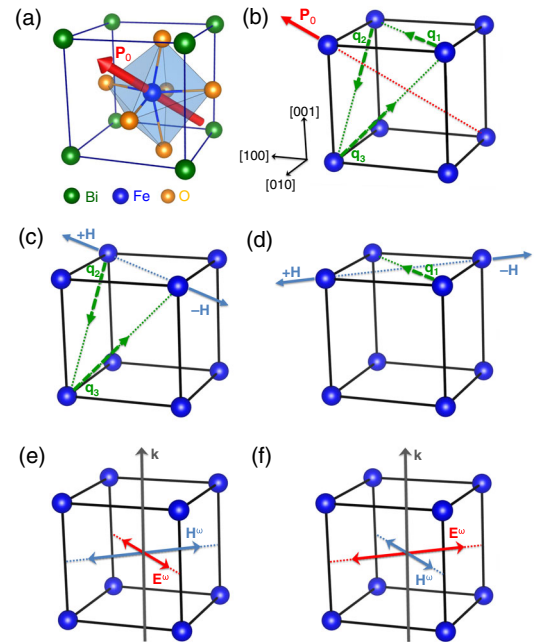 (a)
P₀
Bi
Fe
O
(b)
P₀
q₂
q₁
q₃
[001]
[100]
[010]
(c)
+H
q₂
–H
q₃
(d)
+H
q₁
–H
(e)
k
Hω
Eω
(f)
k
Eω
Hω